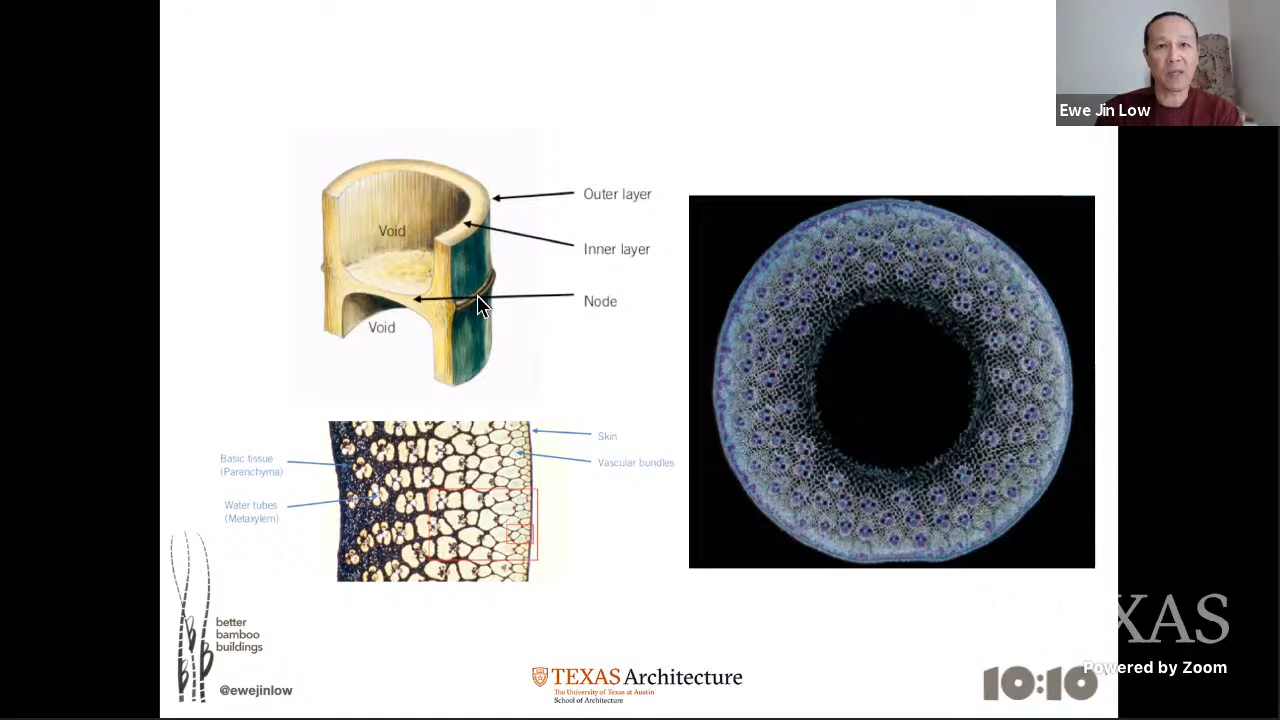 Ewe Jin Low
Outer layer
Void
Inner layer
Node
Void
Skin
Basic tissue
(Parenchyma)
Vascular bundles
Water tubes
(Metaxylem)
better
bamboo
buildings
@ewejinlow
TEXAS Architecture
The University of Texas at Austin
School of Architecture
10:10
XAS
Powered by Zoom